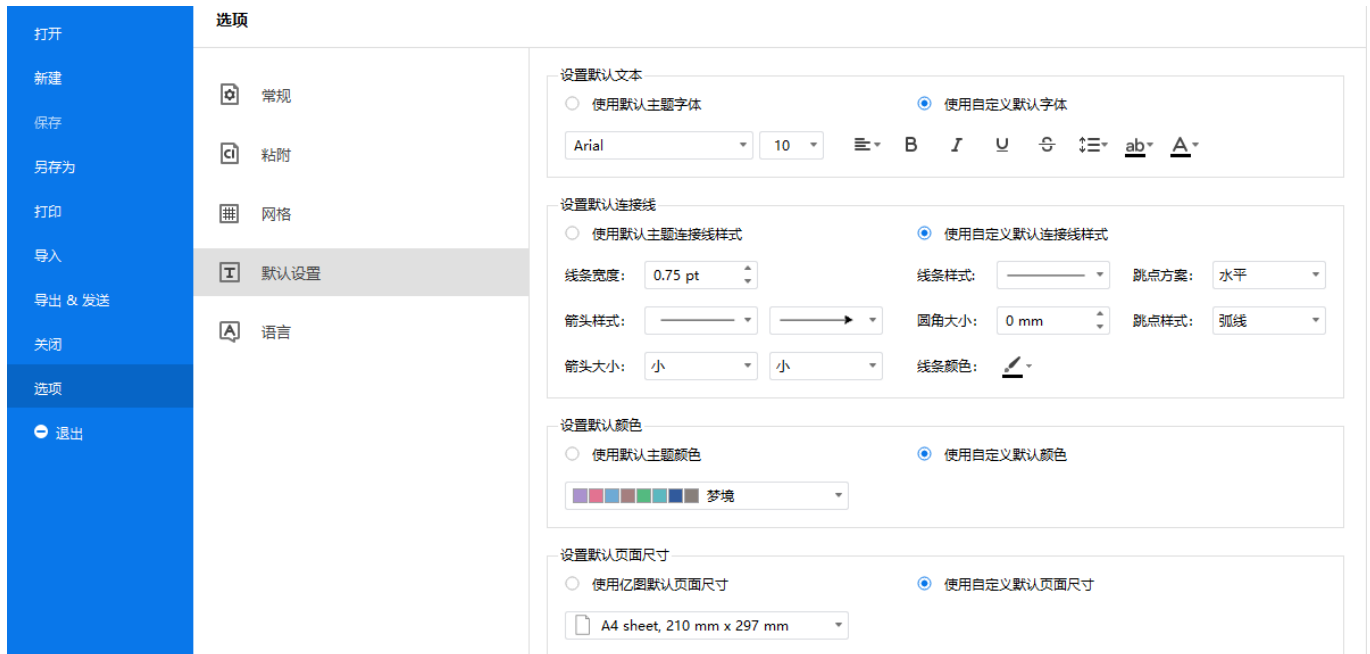 选项
打开
新建
保存
另存为
打印
导入
导出 & 发送
关闭
选项
退出
常规
粘附
网格
默认设置
语言
设置默认文本
使用默认主题字体 使用自定义默认字体
Arial 10 B I U S ab A
设置默认连接线
使用默认主题连接线样式 使用自定义默认连接线样式
线条宽度: 0.75 pt 线条样式: 跳点方案: 水平
箭头样式: 圆角大小: 0 mm 跳点样式: 弧线
箭头大小: 小 小 线条颜色:
设置默认颜色
使用默认主题颜色 使用自定义默认颜色
梦境
设置默认页面尺寸
使用亿图默认页面尺寸 使用自定义默认页面尺寸
A4 sheet, 210 mm x 297 mm